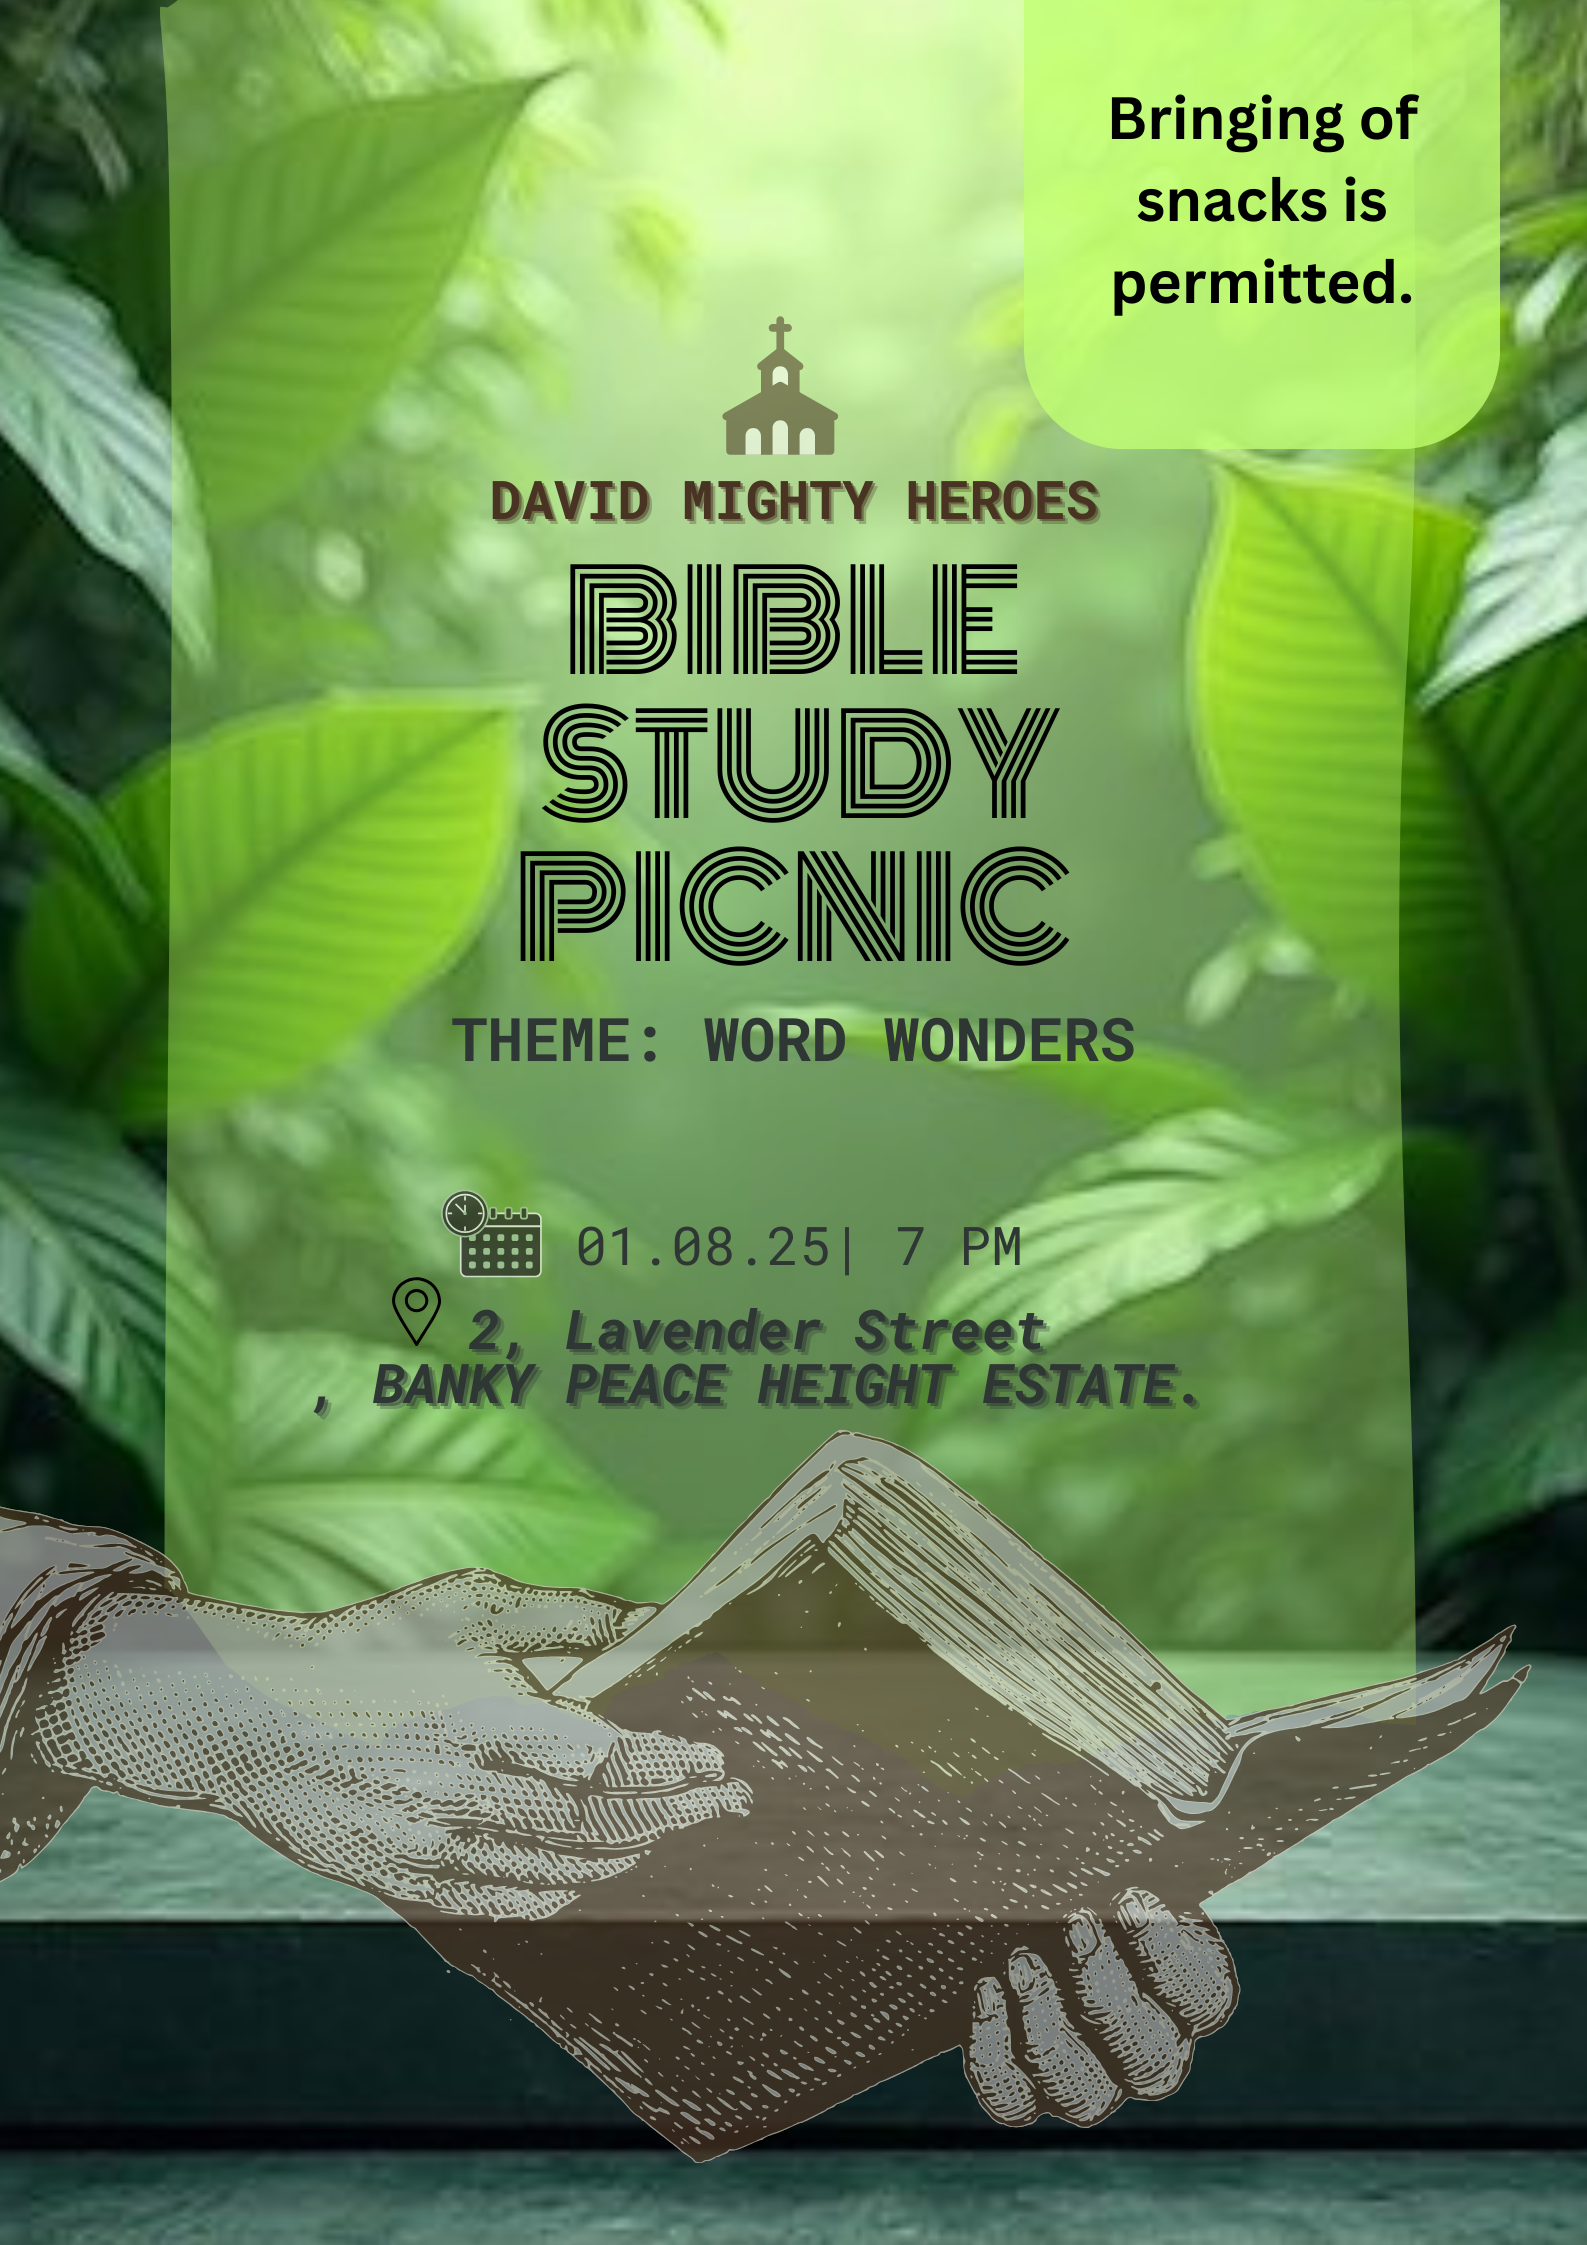 Bringing of
snacks is
permitted.
DAVID MIGHTY HEROES
BIBLE
STUDY
PICNIC
THEME: WORD WONDERS
01.08.25| 7 PM
2, Lavender Street
, BANKY PEACE HEIGHT ESTATE.